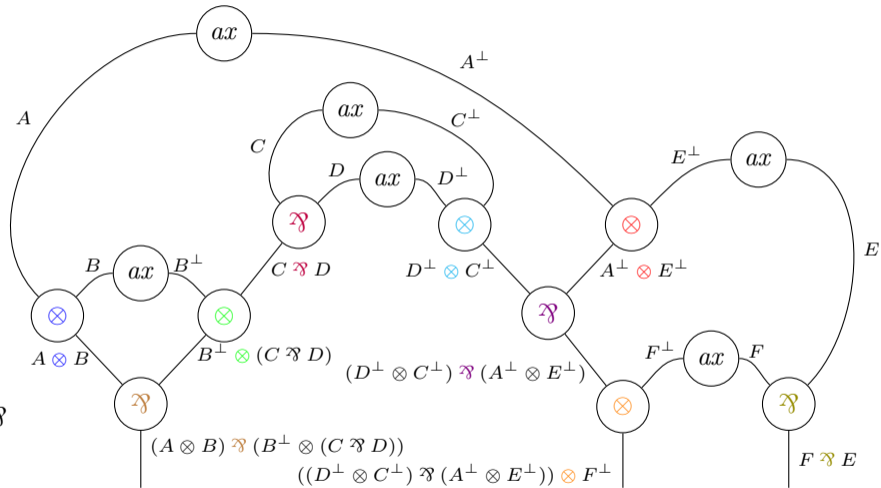 ax
A⊥
A
ax
C⊥
C
E⊥
ax
D
ax
D⊥
⅋
⊗
⊗
E
B
ax
B⊥
C ⅋ D
D⊥ ⊗ C⊥
A⊥ ⊗ E⊥
⊗
⊗
⅋
A ⊗ B
B⊥ ⊗ (C ⅋ D)
F⊥
ax
F
(D⊥ ⊗ C⊥) ⅋ (A⊥ ⊗ E⊥)
⅋
⅋
⊗
⅋
(A ⊗ B) ⅋ (B⊥ ⊗ (C ⅋ D))
F ⅋ E
((D⊥ ⊗ C⊥) ⅋ (A⊥ ⊗ E⊥)) ⊗ F⊥